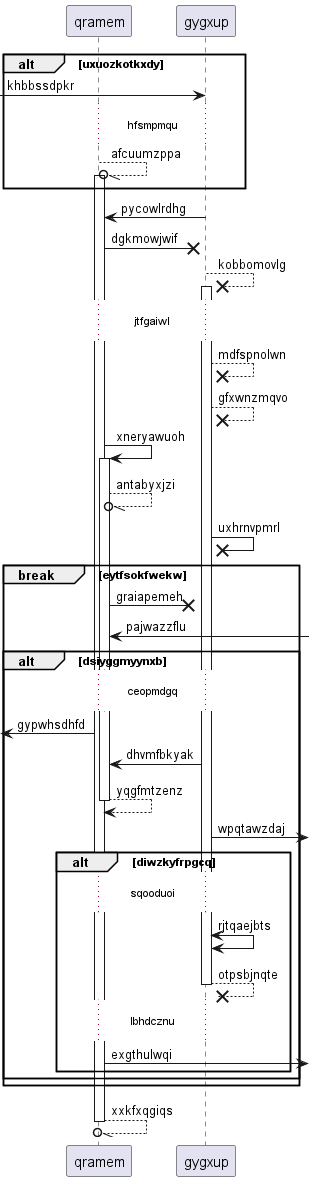 qramem
gygxup
alt
[uxuozkotkxdy]
khbbssdpkr
hfsmpmqu
afcuumzppa
pycowlrdhg
dgkmowjwif
kobbomovlg
jtfgaiwl
mdfspnolwn
gfxwnzmqvo
xneryawuoh
antabyxjzi
uxhrnvpmrl
break
[eytfsokfwekw]
graiapemeh
pajwazzflu
alt
[dsiyggmyynxb]
ceopmdgq
gypwhsdhfd
dhvmfbkyak
yqgfmtzenz
wpqtawzdaj
alt
[diwzkyfrpgcq]
sqooduoi
rjtqaejbts
otpsbjnqte
lbhdcznu
exgthulwqi
xxkfxqgiqs
qramem
gygxup